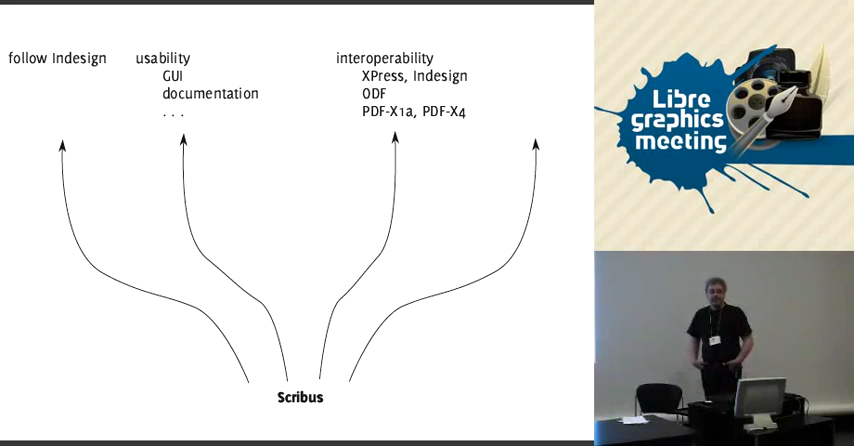 follow Indesign
usability
GUI
documentation
. . .
interoperability
XPress, Indesign
ODF
PDF-X1a, PDF-X4
Scribus
Libre
graphics
meeting